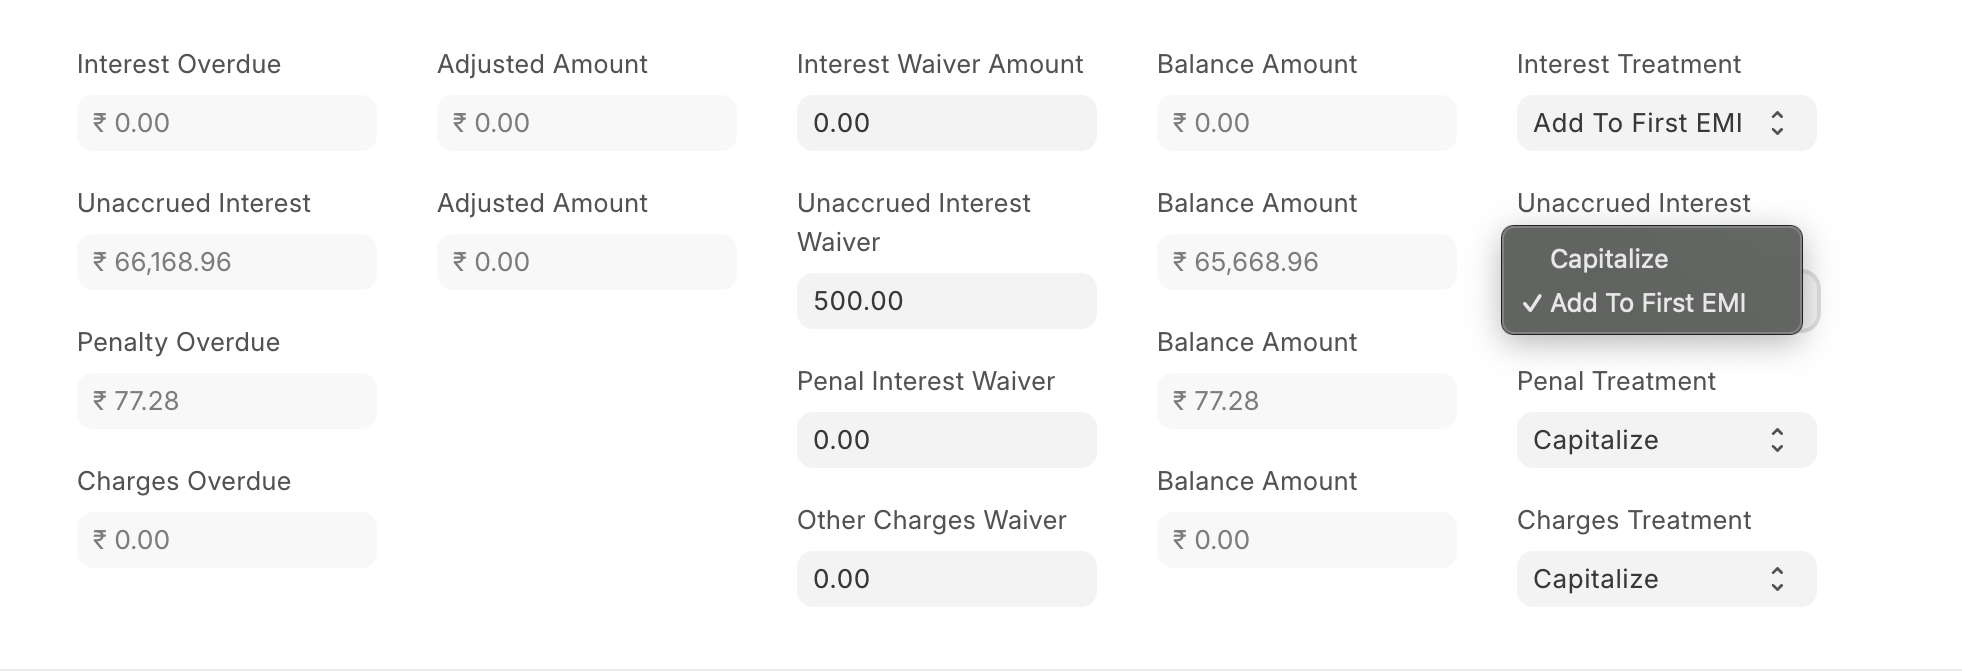 Interest Overdue
₹ 0.00
Unaccrued Interest
₹ 66,168.96
Penalty Overdue
₹ 77.28
Charges Overdue
₹ 0.00
Adjusted Amount
₹ 0.00
Adjusted Amount
₹ 0.00
Interest Waiver Amount
0.00
Unaccrued Interest
Waiver
500.00
Penal Interest Waiver
0.00
Other Charges Waiver
0.00
Balance Amount
₹ 0.00
Balance Amount
₹ 65,668.96
Balance Amount
₹ 77.28
Balance Amount
₹ 0.00
Interest Treatment
Add To First EMI
Unaccrued Interest
Capitalize
✓ Add To First EMI
Penal Treatment
Capitalize
Charges Treatment
Capitalize